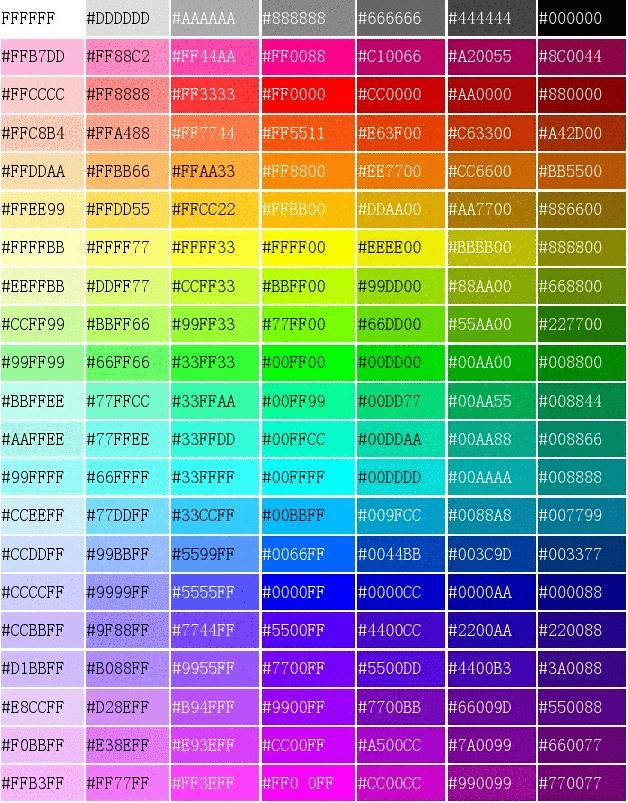 FFFFFF #DDDDDD #AAAAAA #888888 #666666 #444444 #000000
#FFB7DD #FF88C2 #FF44AA #FF0088 #C10066 #A20055 #8C0044
#FFCCCC #FF8888 #FF3333 #FF0000 #CC0000 #AA0000 #880000
#FFC8B4 #FFA488 #FF7744 #FF5511 #E63F00 #C63300 #A42D00
#FFDDAA #FFBB66 #FFAA33 #FF8800 #EE7700 #CC6600 #BB5500
#FFEE99 #FFDD55 #FFCC22 #FFBB00 #DDAA00 #AA7700 #886600
#FFFFBB #FFFF77 #FFFF33 #FFFF00 #EEEE00 #BBBB00 #888800
#EEFFBB #DDFF77 #CCFF33 #BBFF00 #99DD00 #88AA00 #668800
#CCFF99 #BBFF66 #99FF33 #77FF00 #66DD00 #55AA00 #227700
#99FF99 #66FF66 #33FF33 #00FF00 #00DD00 #00AA00 #008800
#BBFFEE #77FFCC #33FFAA #00FF99 #00DD77 #00AA55 #008844
#AAFFEE #77FFEE #33FFDD #00FFCC #00DDAA #00AA88 #008866
#99FFFF #66FFFF #33FFFF #00FFFF #00DDDD #00AAAA #008888
#CCEEFF #77DDFF #33CCFF #00BBFF #009FCC #0088A8 #007799
#CCDDFF #99BBFF #5599FF #0066FF #0044BB #003C9D #003377
#CCCCFF #9999FF #5555FF #0000FF #0000CC #0000AA #000088
#CCBBFF #9F88FF #7744FF #5500FF #4400CC #2200AA #220088
#D1BBFF #B088FF #9955FF #7700FF #5500DD #4400B3 #3A0088
#E8CCFF #D28EFF #B94FFF #9900FF #7700BB #66009D #550088
#F0BBFF #E38EFF #E93EFF #CC00FF #A500CC #7A0099 #660077
#FFB3FF #FF77FF #FF3EFF #FF0 0FF #CC00CC #990099 #770077